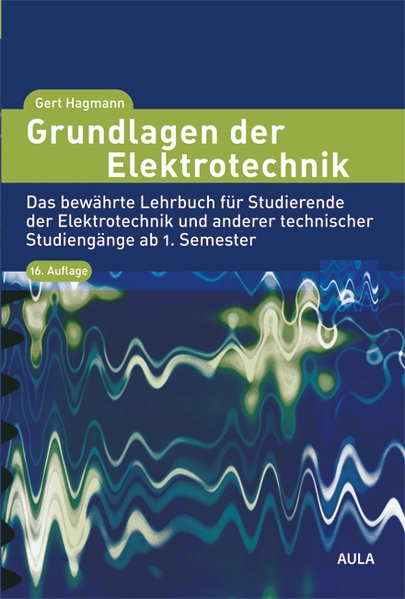 Gert Hagmann
Grundlagen der
Elektrotechnik
Das bewährte Lehrbuch für Studierende
der Elektrotechnik und anderer technischer
Studiengänge ab 1. Semester
16. Auflage
AULA